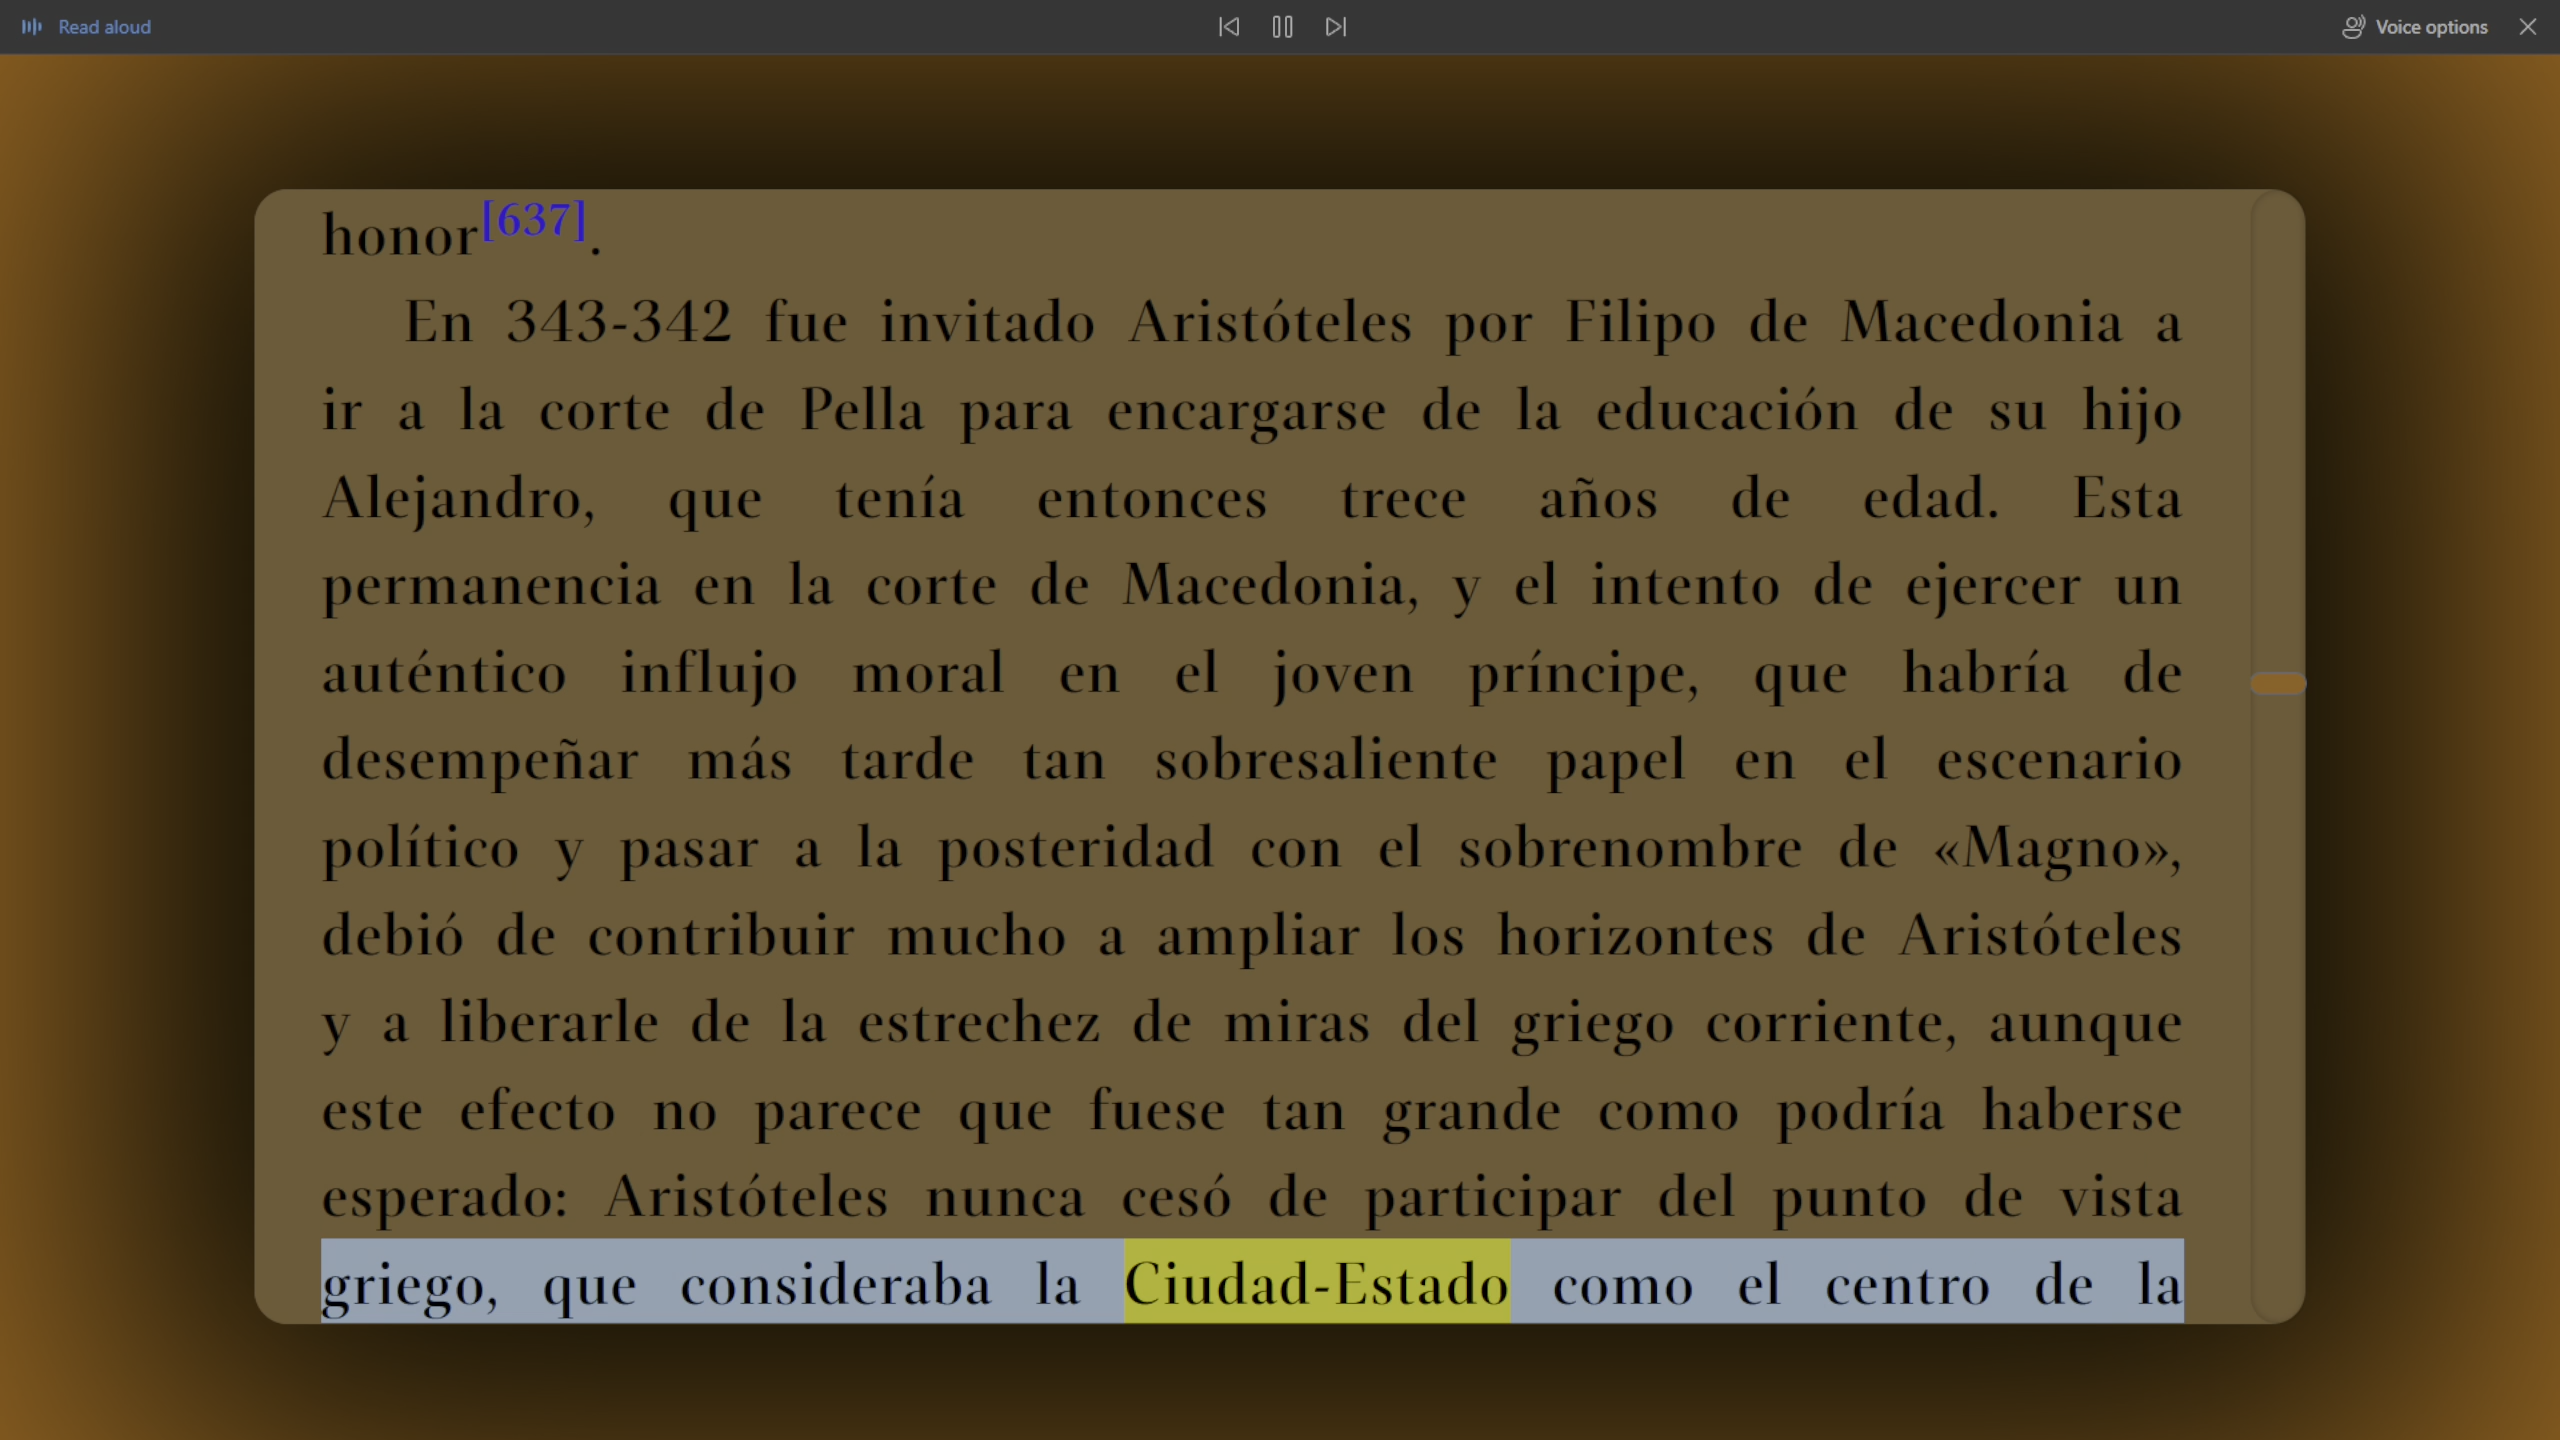 Read aloud
Voice options
honor[637].
En 343-342 fue invitado Aristóteles por Filipo de Macedonia a
ir a la corte de Pella para encargarse de la educación de su hijo
Alejandro, que tenía entonces trece años de edad. Esta
permanencia en la corte de Macedonia, y el intento de ejercer un
auténtico influjo moral en el joven príncipe, que habría de
desempeñar más tarde tan sobresaliente papel en el escenario
político y pasar a la posteridad con el sobrenombre de «Magno»,
debió de contribuir mucho a ampliar los horizontes de Aristóteles
y a liberarle de la estrechez de miras del griego corriente, aunque
este efecto no parece que fuese tan grande como podría haberse
esperado: Aristóteles nunca cesó de participar del punto de vista
griego, que consideraba la Ciudad-Estado como el centro de la